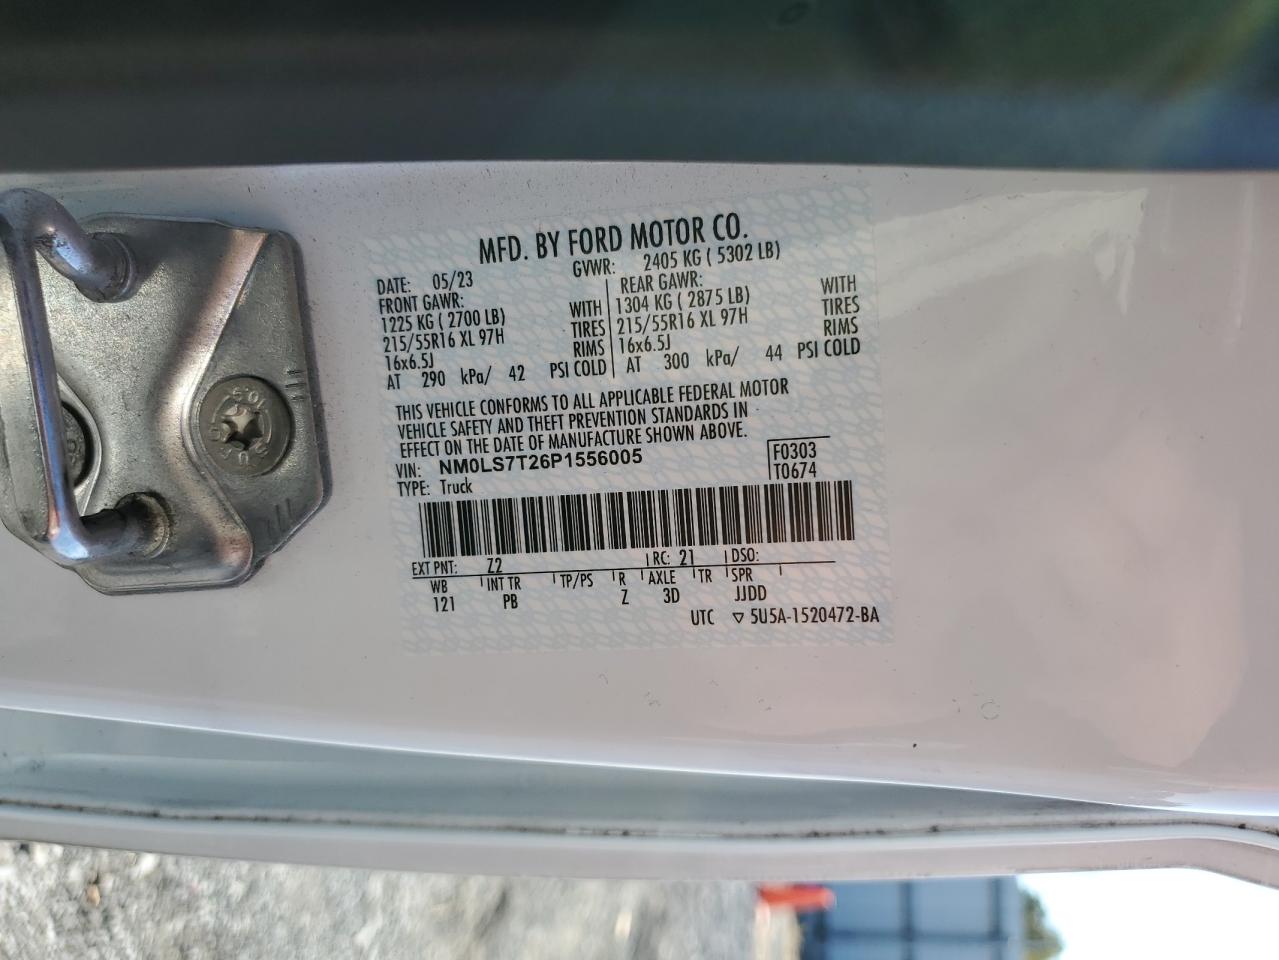 MFD. BY FORD MOTOR CO.
DATE: 05/23 GVWR: 2405 KG ( 5302 LB)
FRONT GAWR: REAR GAWR:
1225 KG ( 2700 LB) WITH 1304 KG ( 2875 LB) WITH
215/55R16 XL 97H TIRES 215/55R16 XL 97H TIRES
16x6.5J RIMS 16x6.5J RIMS
AT 290 kPa/ 42 PSI COLD AT 300 kPa/ 44 PSI COLD
THIS VEHICLE CONFORMS TO ALL APPLICABLE FEDERAL MOTOR
VEHICLE SAFETY AND THEFT PREVENTION STANDARDS IN
EFFECT ON THE DATE OF MANUFACTURE SHOWN ABOVE.
VIN: NM0LS7T26P1556005 F0303
TYPE: Truck T0674
EXT PNT: Z2 RC: 21 DSO:
WB INT TR TP/PS R AXLE TR SPR
121 PB Z 3D JJDD
UTC ▽ 5U5A-1520472-BA